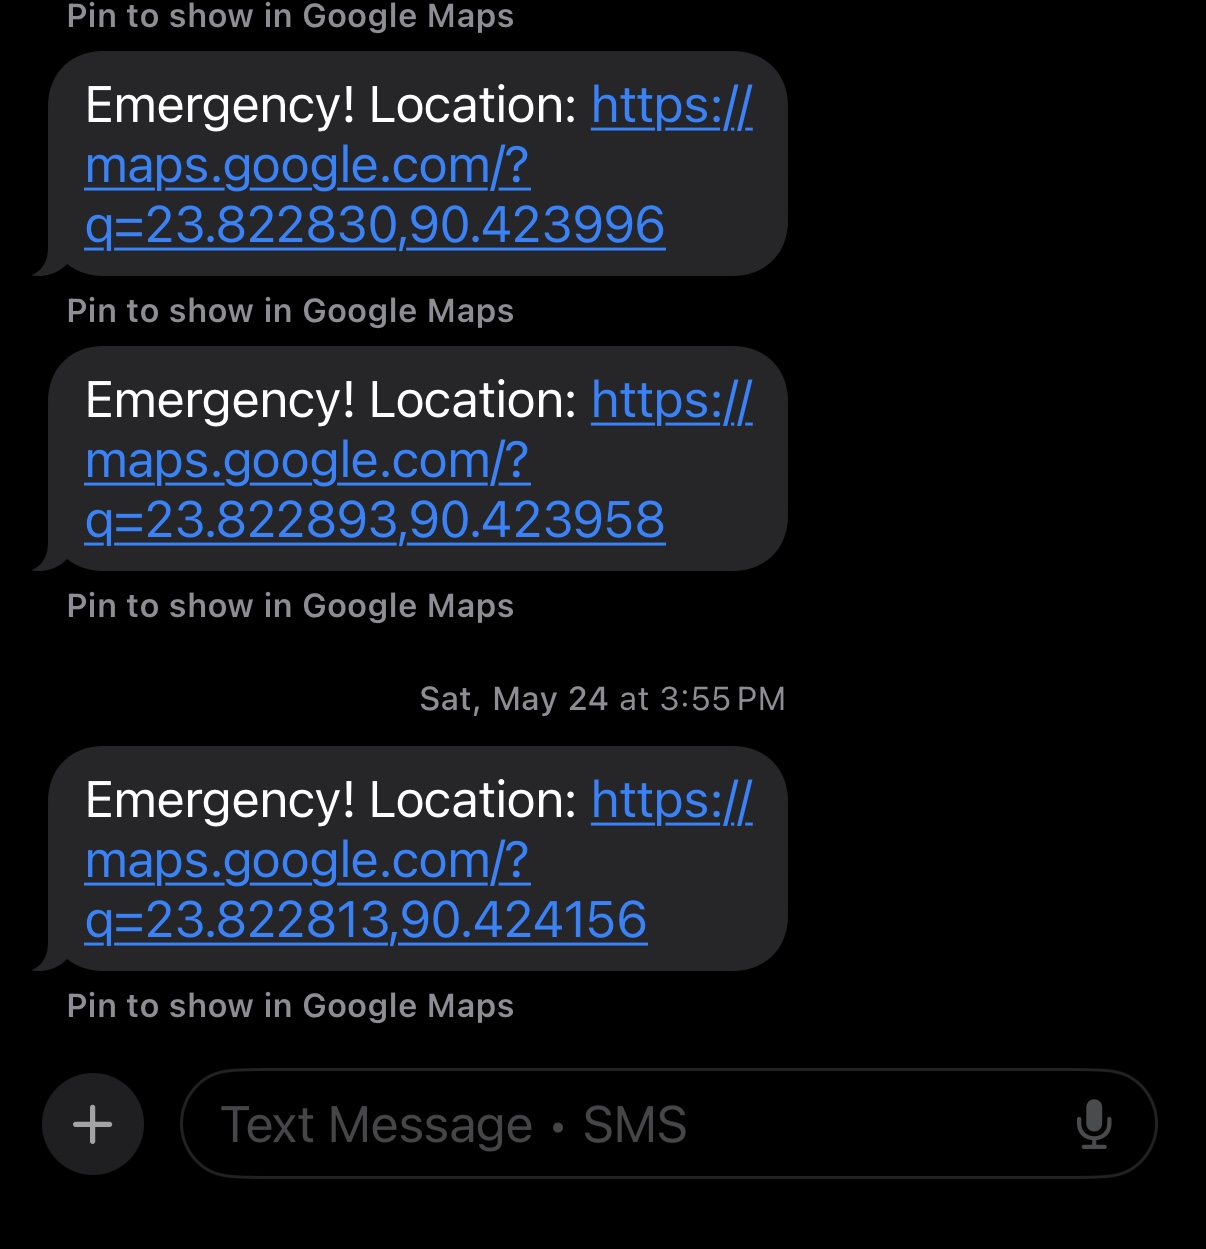 Pin to show in Google Maps
Emergency! Location: https://
maps.google.com/?
q=23.822830,90.423996
Pin to show in Google Maps
Emergency! Location: https://
maps.google.com/?
q=23.822893,90.423958
Pin to show in Google Maps
Sat, May 24 at 3:55 PM
Emergency! Location: https://
maps.google.com/?
q=23.822813,90.424156
Pin to show in Google Maps
Text Message • SMS